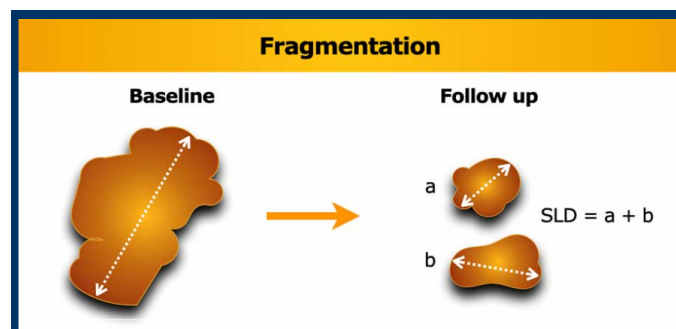 Fragmentation
Baseline
Follow up
a
SLD = a + b
b